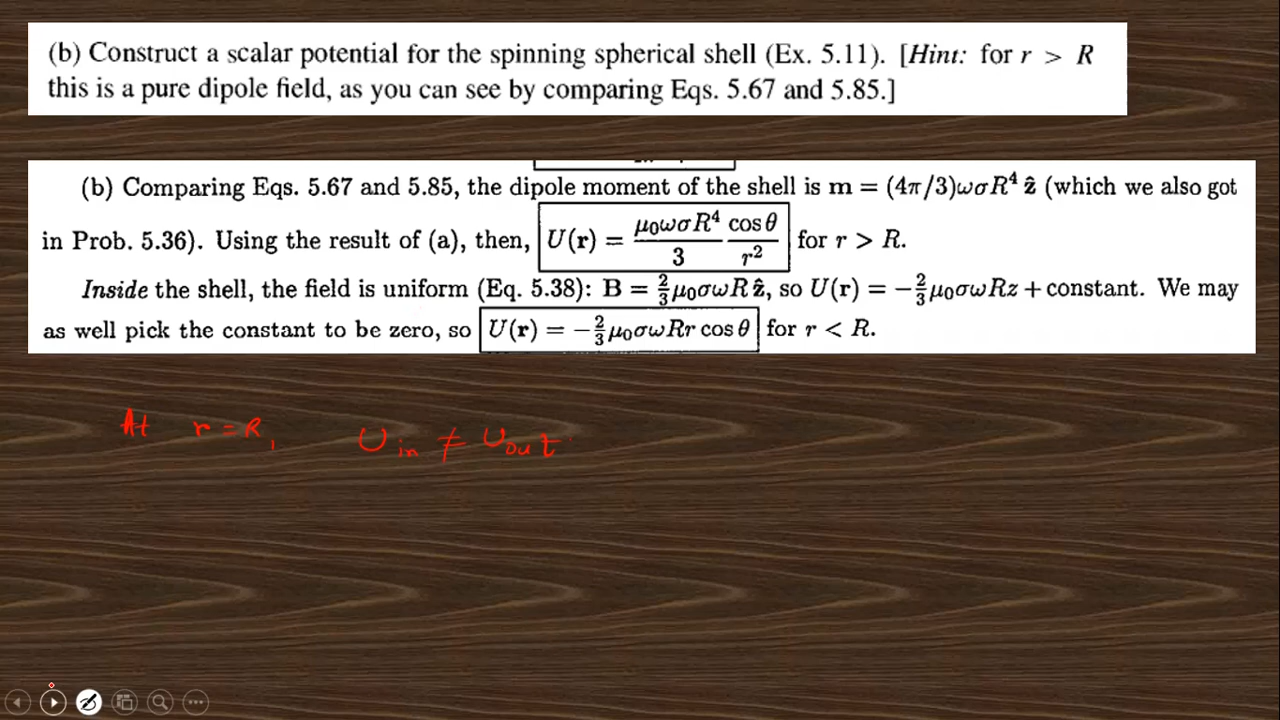 (b) Construct a scalar potential for the spinning spherical shell (Ex. 5.11). [Hint: for r > R
this is a pure dipole field, as you can see by comparing Eqs. 5.67 and 5.85.]
(b) Comparing Eqs. 5.67 and 5.85, the dipole moment of the shell is m = (4π/3)ωσR⁴ ẑ (which we also got
in Prob. 5.36). Using the result of (a), then, U(r) = μ₀ωσR⁴/3 cos θ/r² for r > R.
Inside the shell, the field is uniform (Eq. 5.38): B = ⅔μ₀σωR ẑ, so U(r) = −⅔μ₀σωRz + constant. We may
as well pick the constant to be zero, so U(r) = −⅔μ₀σωRr cos θ for r < R.
At r = R, U in ≠ U out